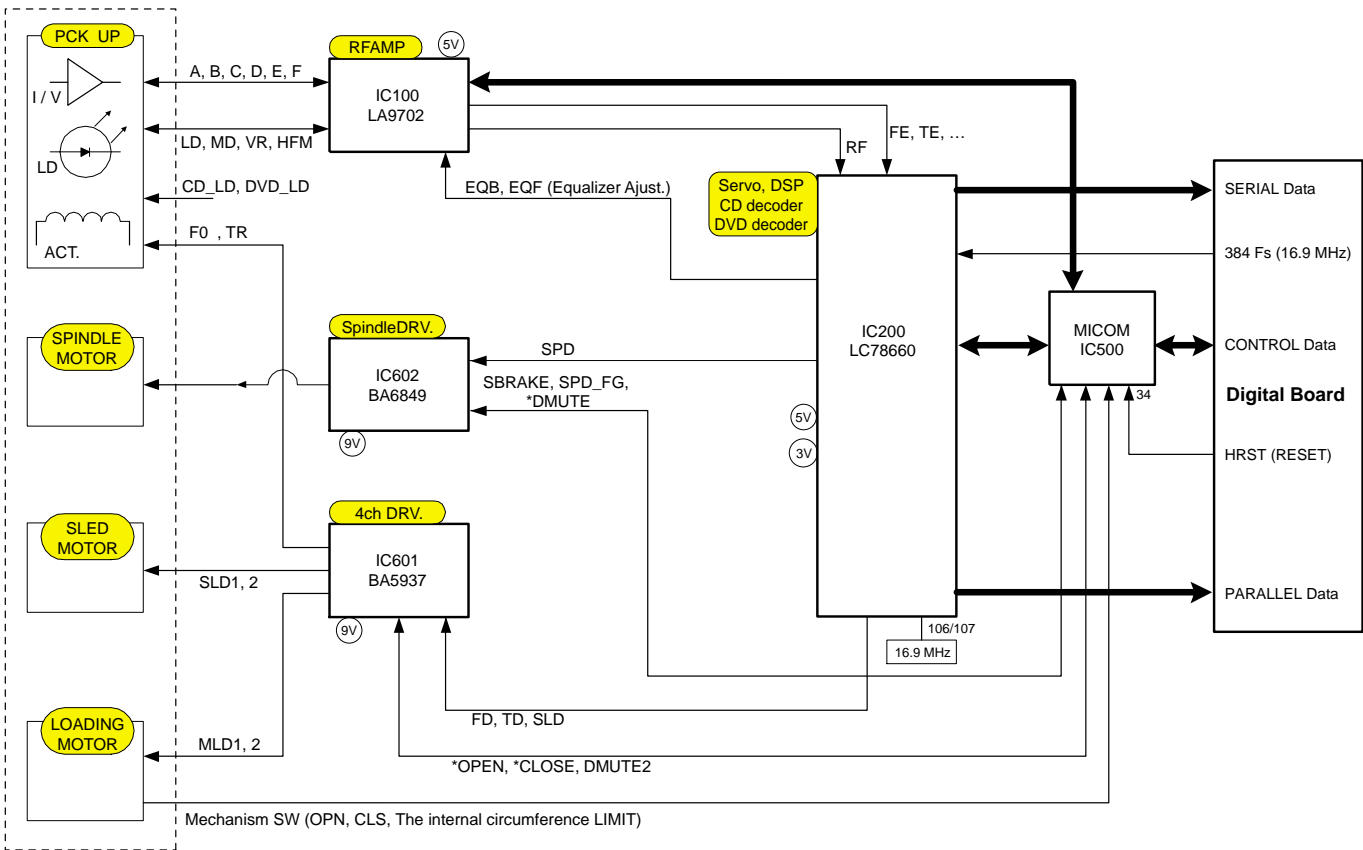 PCK UP
I / V
LD
ACT.
A, B, C, D, E, F
LD, MD, VR, HFM
CD_LD, DVD_LD
F0 , TR
RFAMP
5V
IC100
LA9702
FE, TE, …
RF
EQB, EQF (Equalizer Ajust.)
Servo, DSP
CD decoder
DVD decoder
IC200
LC78660
5V
3V
106/107
16.9 MHz
SPINDLE
MOTOR
SpindleDRV.
IC602
BA6849
9V
SPD
SBRAKE, SPD_FG,
*DMUTE
SLED
MOTOR
SLD1, 2
4ch DRV.
IC601
BA5937
9V
FD, TD, SLD
LOADING
MOTOR
MLD1, 2
*OPEN, *CLOSE, DMUTE2
Mechanism SW (OPN, CLS, The internal circumference LIMIT)
MICOM
IC500
34
SERIAL Data
384 Fs (16.9 MHz)
CONTROL Data
Digital Board
HRST (RESET)
PARALLEL Data